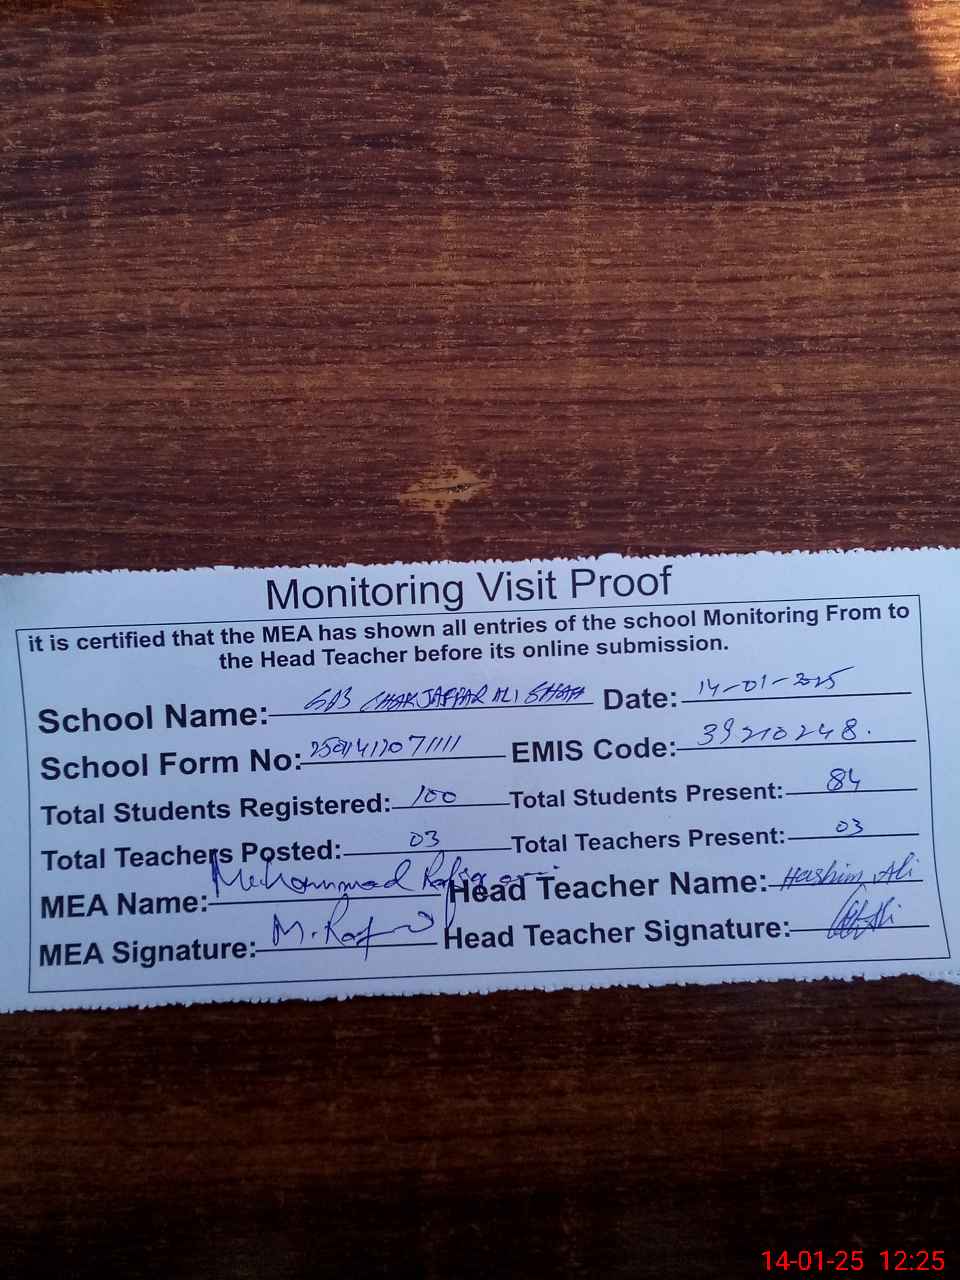 Monitoring Visit Proof
it is certified that the MEA has shown all entries of the school Monitoring From to
the Head Teacher before its online submission.
School Name: CHAK JAFFAR ALI SHAH Date: 14-01-2025
School Form No: EMIS Code: 39210248.
Total Students Registered: 100 Total Students Present: 84
Total Teachers Posted: 03 Total Teachers Present: 03
MEA Name: Muhammad Rafiq Head Teacher Name: Hashim Ali
MEA Signature: Head Teacher Signature:
14-01-25 12:25